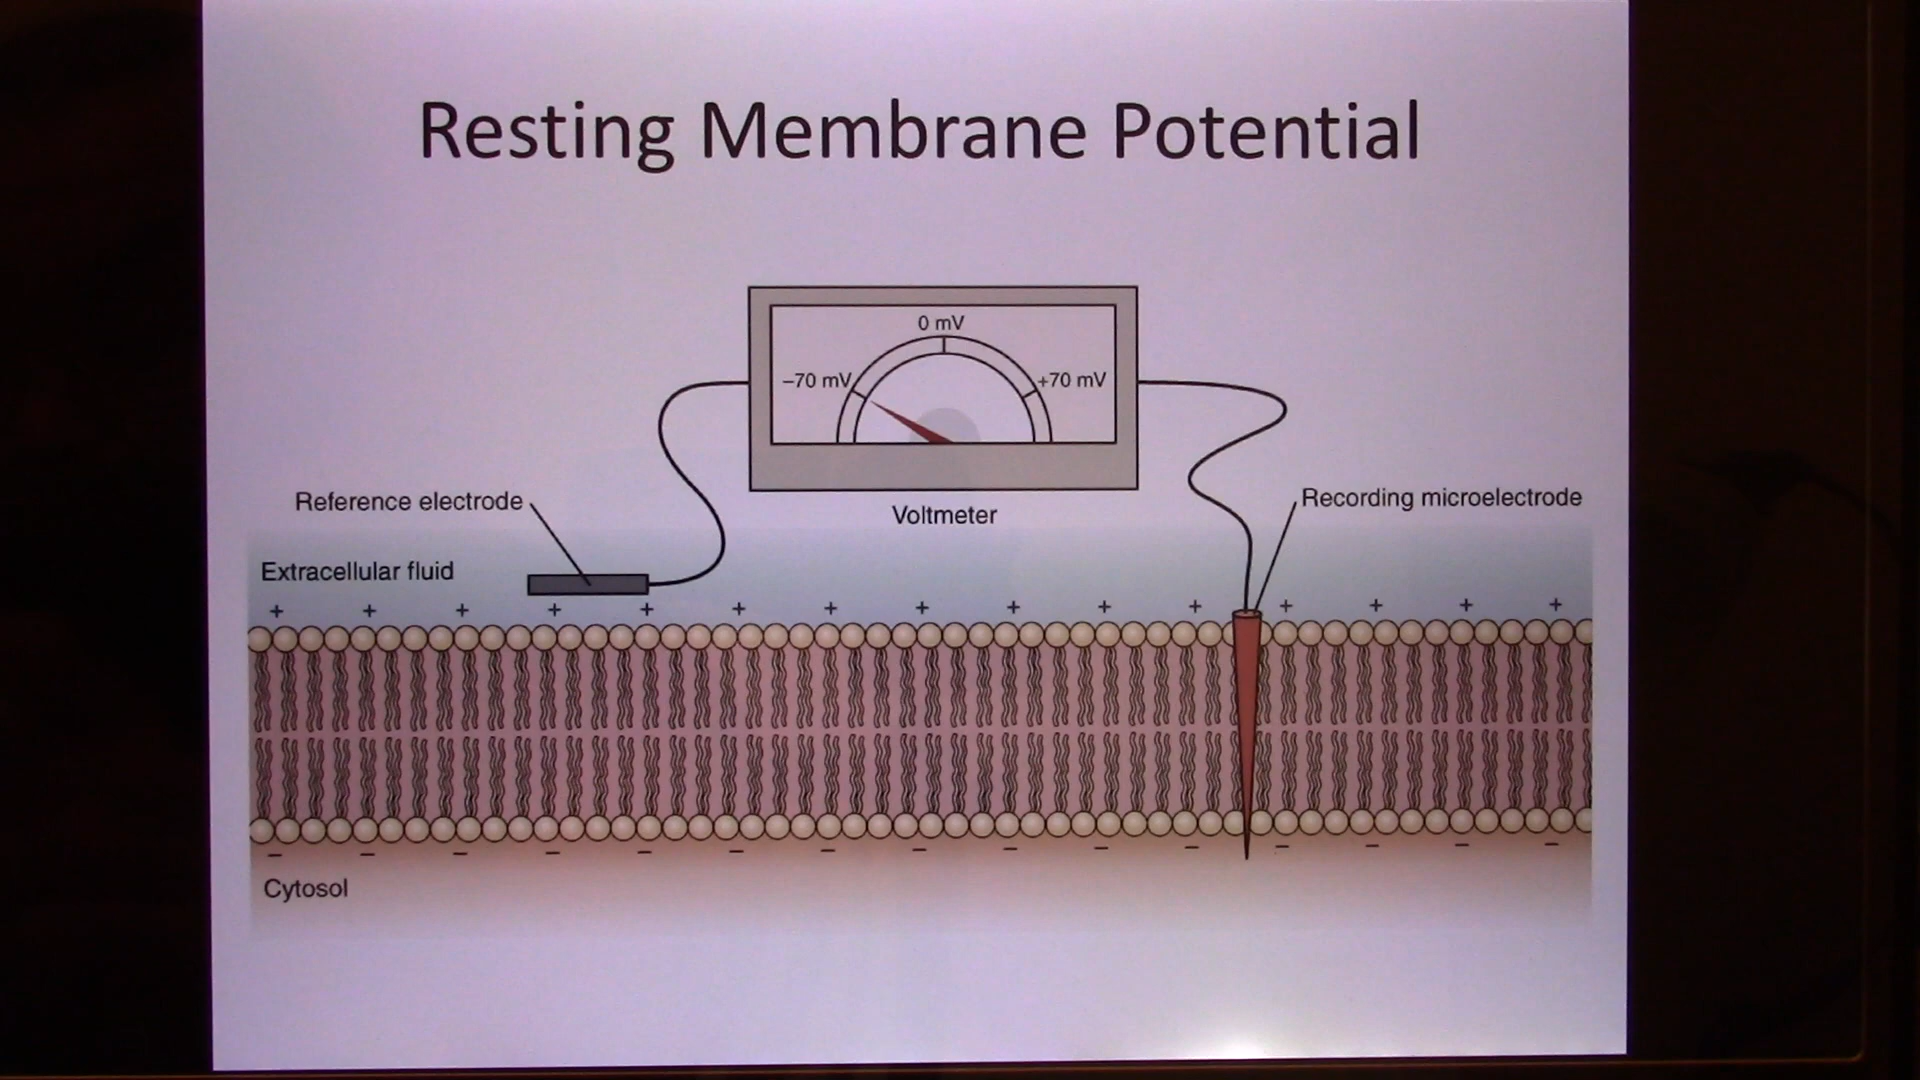 Resting Membrane Potential
0 mV
–70 mV
+70 mV
Voltmeter
Reference electrode
Recording microelectrode
Extracellular fluid
+ + + + + + + + + + + + + + +
– – – – – – – – – – – – – – –
Cytosol